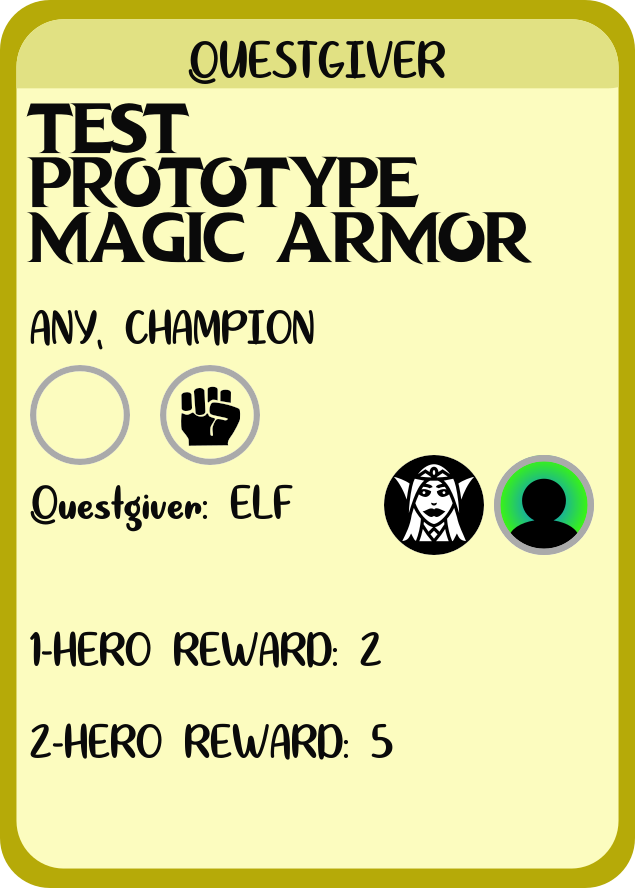 QUESTGIVER
TEST
PROTOTYPE
MAGIC ARMOR
ANY, CHAMPION
Questgiver: ELF
1-HERO REWARD: 2
2-HERO REWARD: 5